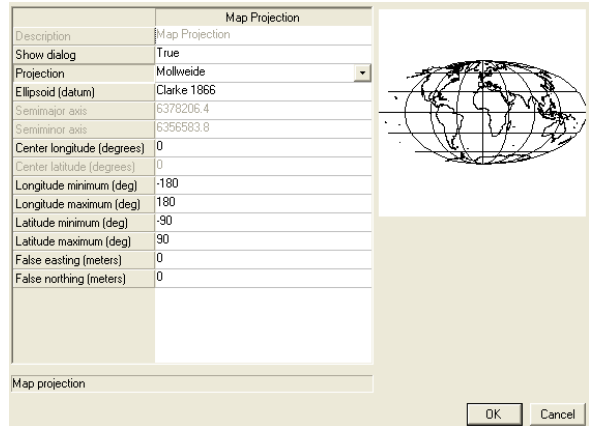 Map Projection
Description Map Projection
Show dialog True
Projection Mollweide
Ellipsoid (datum) Clarke 1866
Semimajor axis 6378206.4
Semiminor axis 6356583.8
Center longitude (degrees) 0
Center latitude (degrees) 0
Longitude minimum (deg) -180
Longitude maximum (deg) 180
Latitude minimum (deg) -90
Latitude maximum (deg) 90
False easting (meters) 0
False northing (meters) 0
Map projection
OK Cancel